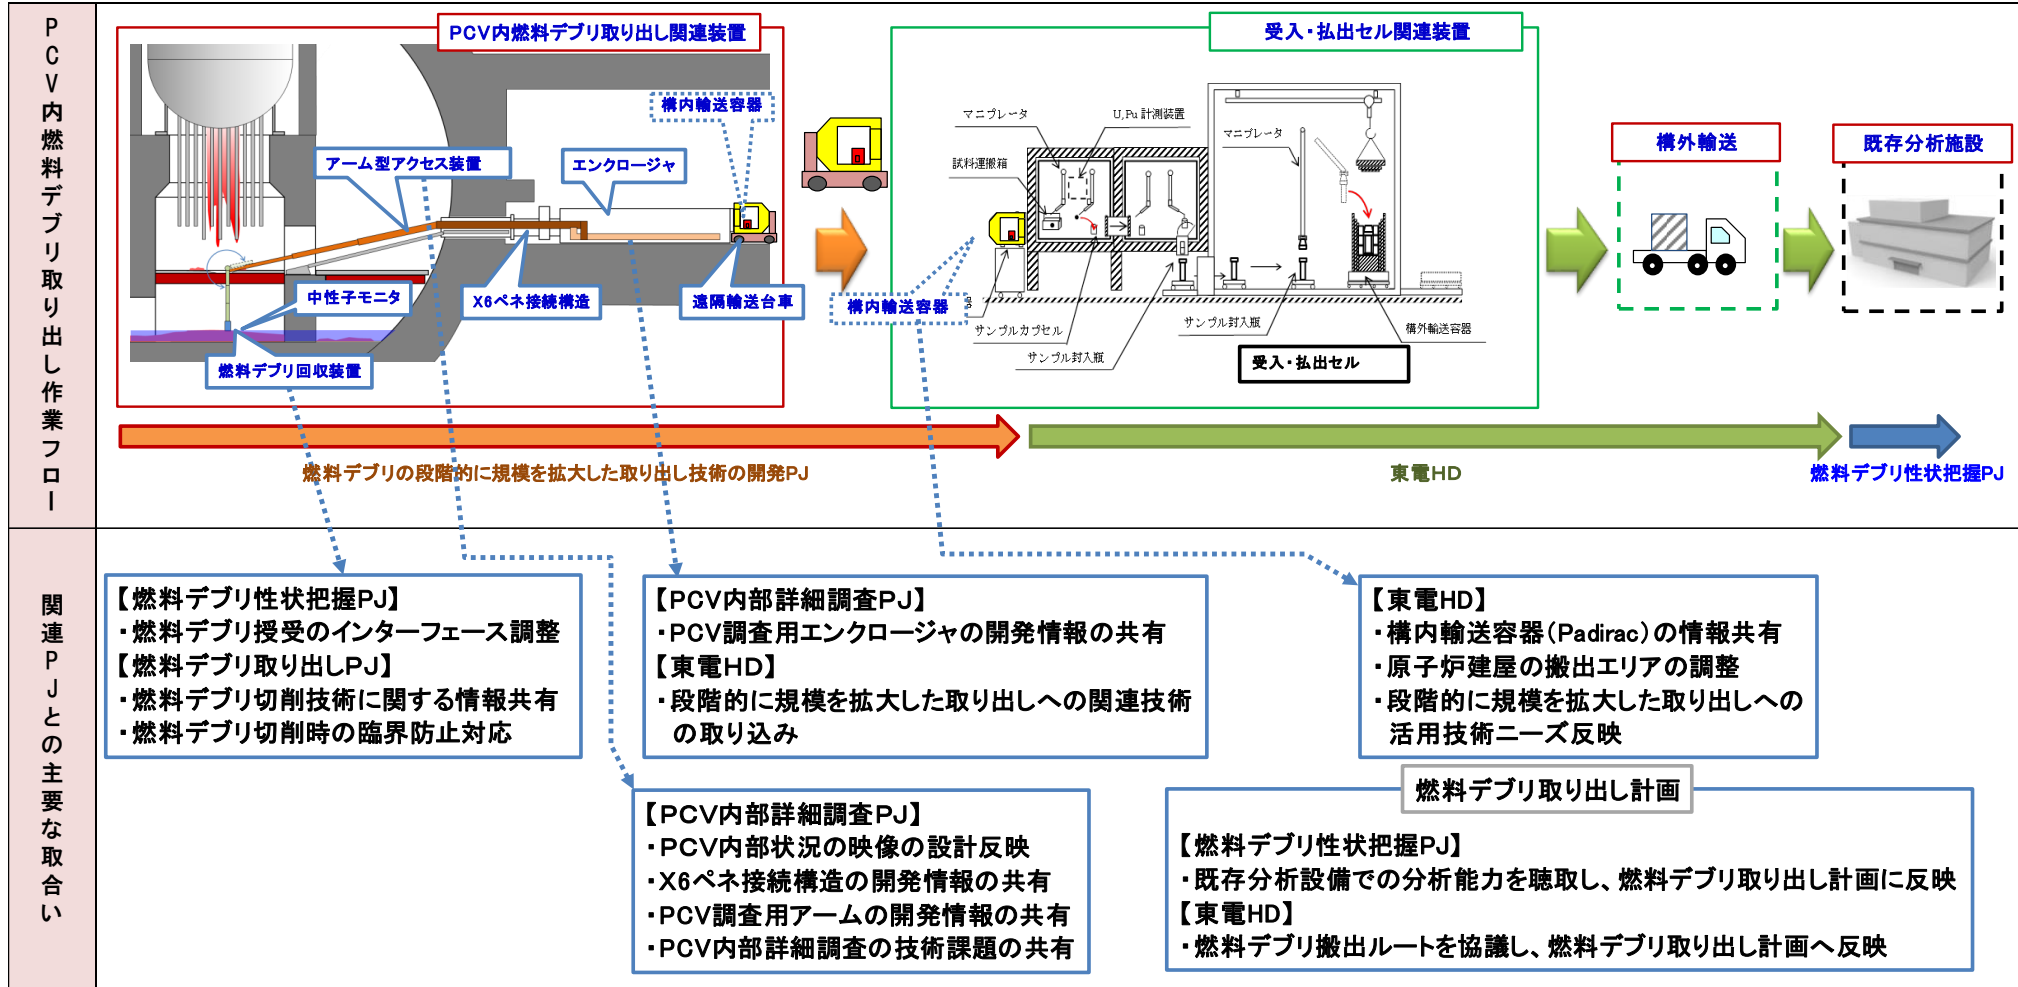 PCV内燃料デブリ取り出し作業フロー
PCV内燃料デブリ取り出し関連装置
構内輸送容器
アーム型アクセス装置
エンクロージャ
中性子モニタ
X6ペネ接続構造
遠隔輸送台車
燃料デブリ回収装置
受入・払出セル関連装置
マニプレータ
U,Pu 計測装置
試料運搬箱
マニプレータ
構内輸送容器
サンプルカプセル
サンプル封入瓶
サンプル封入瓶
構外輸送容器
受入・払出セル
構外輸送
既存分析施設
燃料デブリの段階的に規模を拡大した取り出し技術の開発PJ
東電HD
燃料デブリ性状把握PJ
関連PJとの主要な取合い
【燃料デブリ性状把握PJ】
・燃料デブリ授受のインターフェース調整
【燃料デブリ取り出しPJ】
・燃料デブリ切削技術に関する情報共有
・燃料デブリ切削時の臨界防止対応
【PCV内部詳細調査PJ】
・PCV調査用エンクロージャの開発情報の共有
【東電HD】
・段階的に規模を拡大した取り出しへの関連技術
の取り込み
【PCV内部詳細調査PJ】
・PCV内部状況の映像の設計反映
・X6ペネ接続構造の開発情報の共有
・PCV調査用アームの開発情報の共有
・PCV内部詳細調査の技術課題の共有
【東電HD】
・構内輸送容器(Padirac)の情報共有
・原子炉建屋の搬出エリアの調整
・段階的に規模を拡大した取り出しへの
活用技術ニーズ反映
燃料デブリ取り出し計画
【燃料デブリ性状把握PJ】
・既存分析設備での分析能力を聴取し、燃料デブリ取り出し計画に反映
【東電HD】
・燃料デブリ搬出ルートを協議し、燃料デブリ取り出し計画へ反映